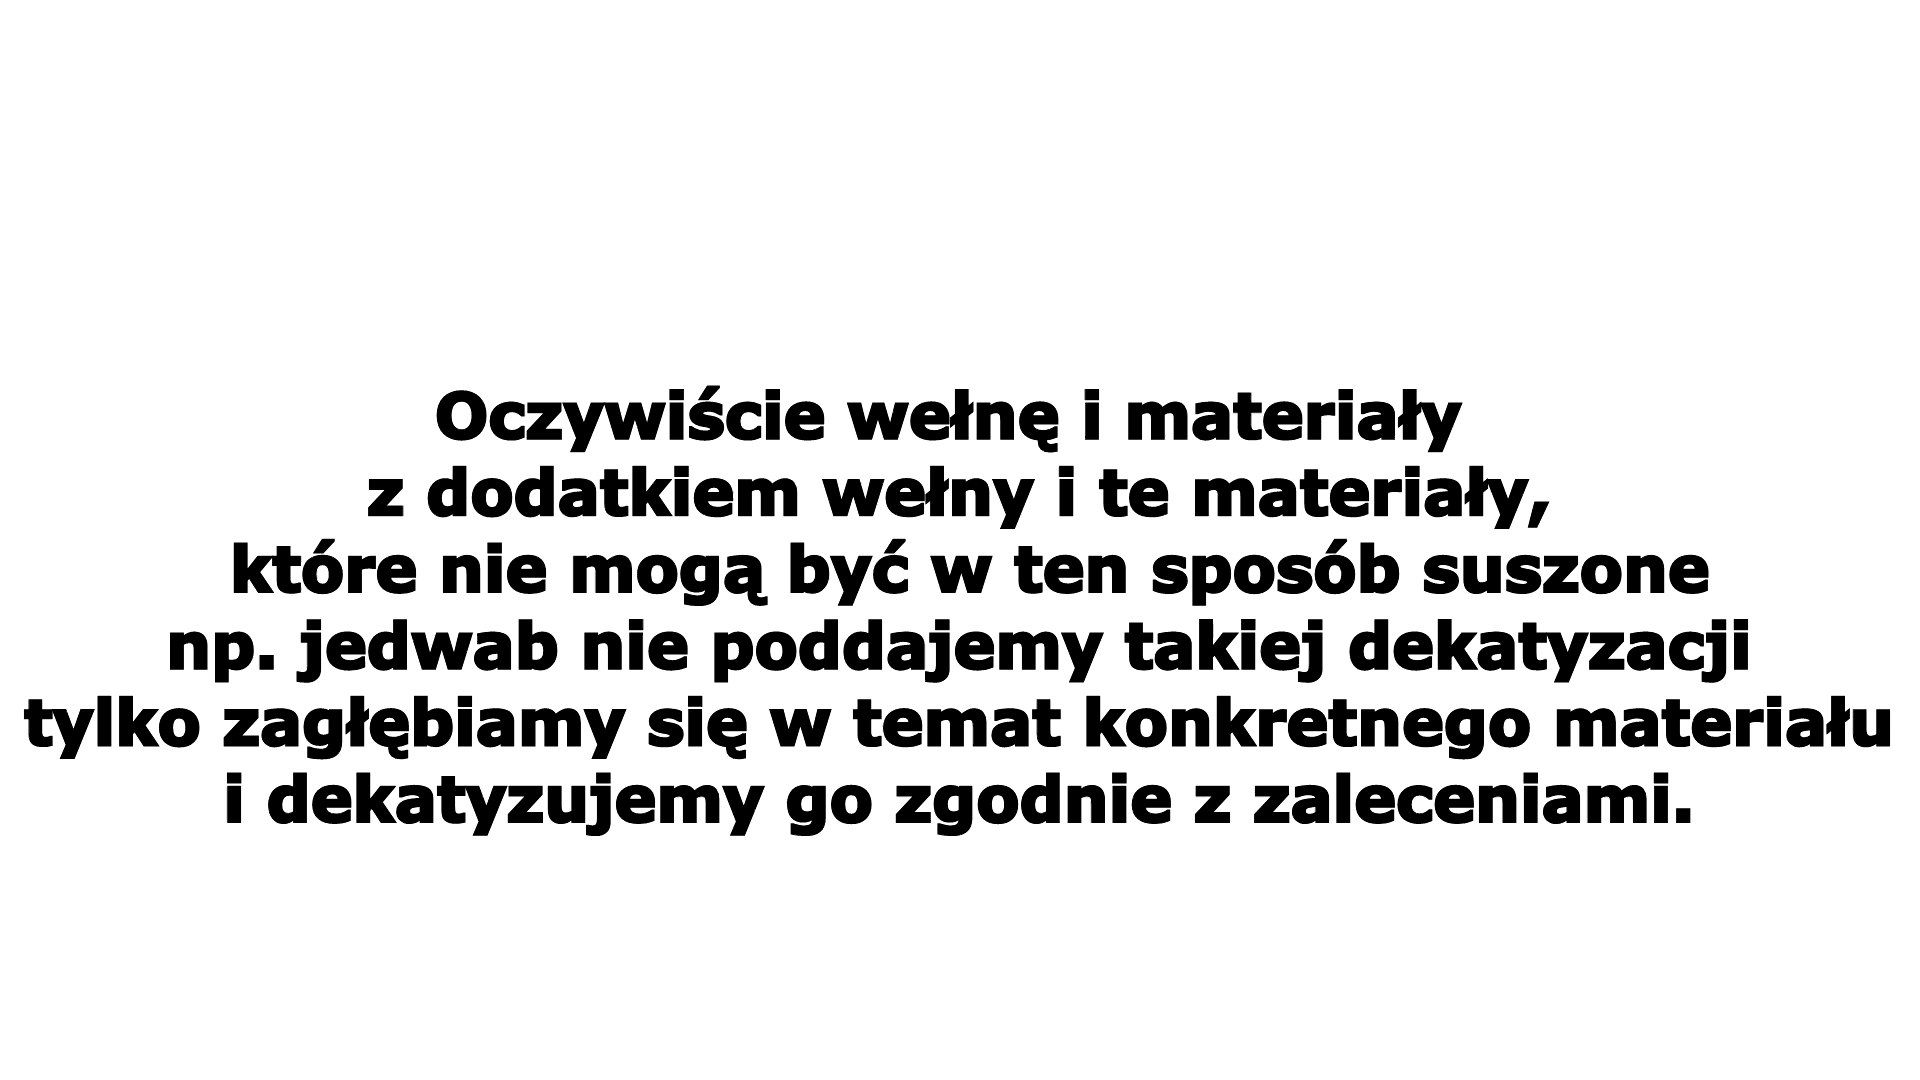 Oczywiście wełnę i materiały
z dodatkiem wełny i te materiały,
które nie mogą być w ten sposób suszone
np. jedwab nie poddajemy takiej dekatyzacji
tylko zagłębiamy się w temat konkretnego materiału
i dekatyzujemy go zgodnie z zaleceniami.